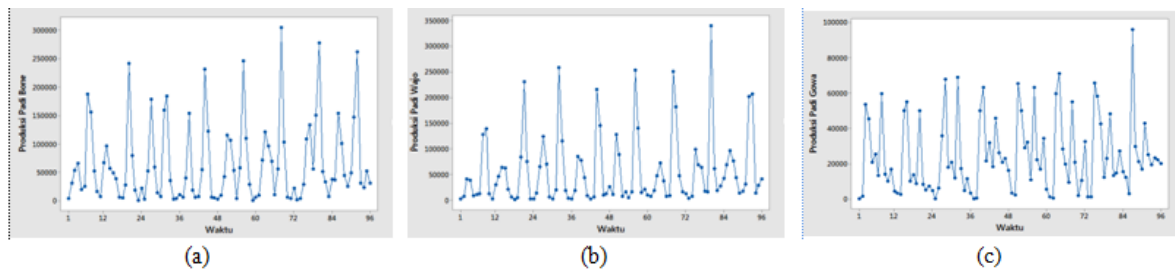 Produksi Padi Bone
300000
250000
200000
150000
100000
50000
0
1 12 24 36 48 60 72 84 96
Waktu
(a)
Produksi Padi Wajo
350000
300000
250000
200000
150000
100000
50000
0
1 12 24 36 48 60 72 84 96
Waktu
(b)
Produksi Padi Gowa
100000
80000
60000
40000
20000
0
1 12 24 36 48 60 72 84 96
Waktu
(c)